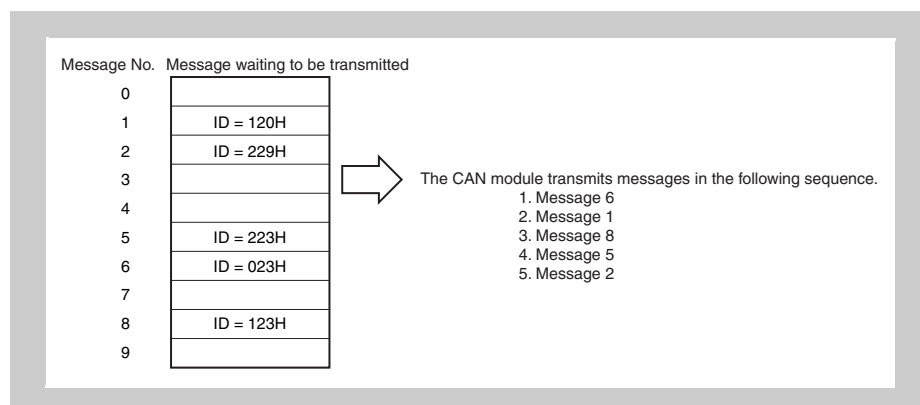 Message No. Message waiting to be transmitted
0
1 ID = 120H
2 ID = 229H
3
4
5 ID = 223H
6 ID = 023H
7
8 ID = 123H
9
The CAN module transmits messages in the following sequence.
1. Message 6
2. Message 1
3. Message 8
4. Message 5
5. Message 2